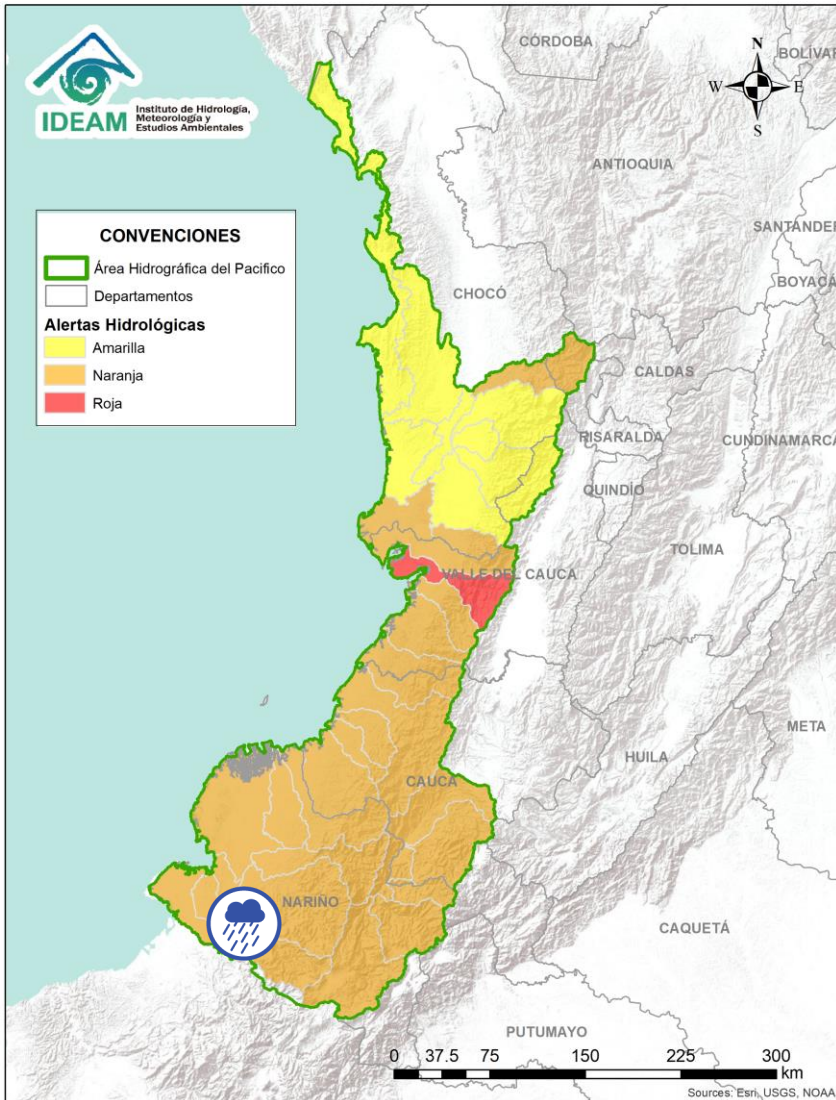 IDEAM
Instituto de Hidrología,
Meteorología y
Estudios Ambientales
CÓRDOBA
BOLÍVAR
N
W E
S
ANTIOQUIA
SANTANDER
CONVENCIONES
Área Hidrográfica del Pacifico
Departamentos
Alertas Hidrológicas
Amarilla
Naranja
Roja
BOYACÁ
CHOCÓ
CALDAS
RISARALDA
CUNDINAMARCA
QUINDÍO
TOLIMA
VALLE DEL CAUCA
META
HUILA
CAUCA
NARIÑO
CAQUETÁ
PUTUMAYO
0 37.5 75 150 225 300
km
Sources: Esri, USGS, NOAA